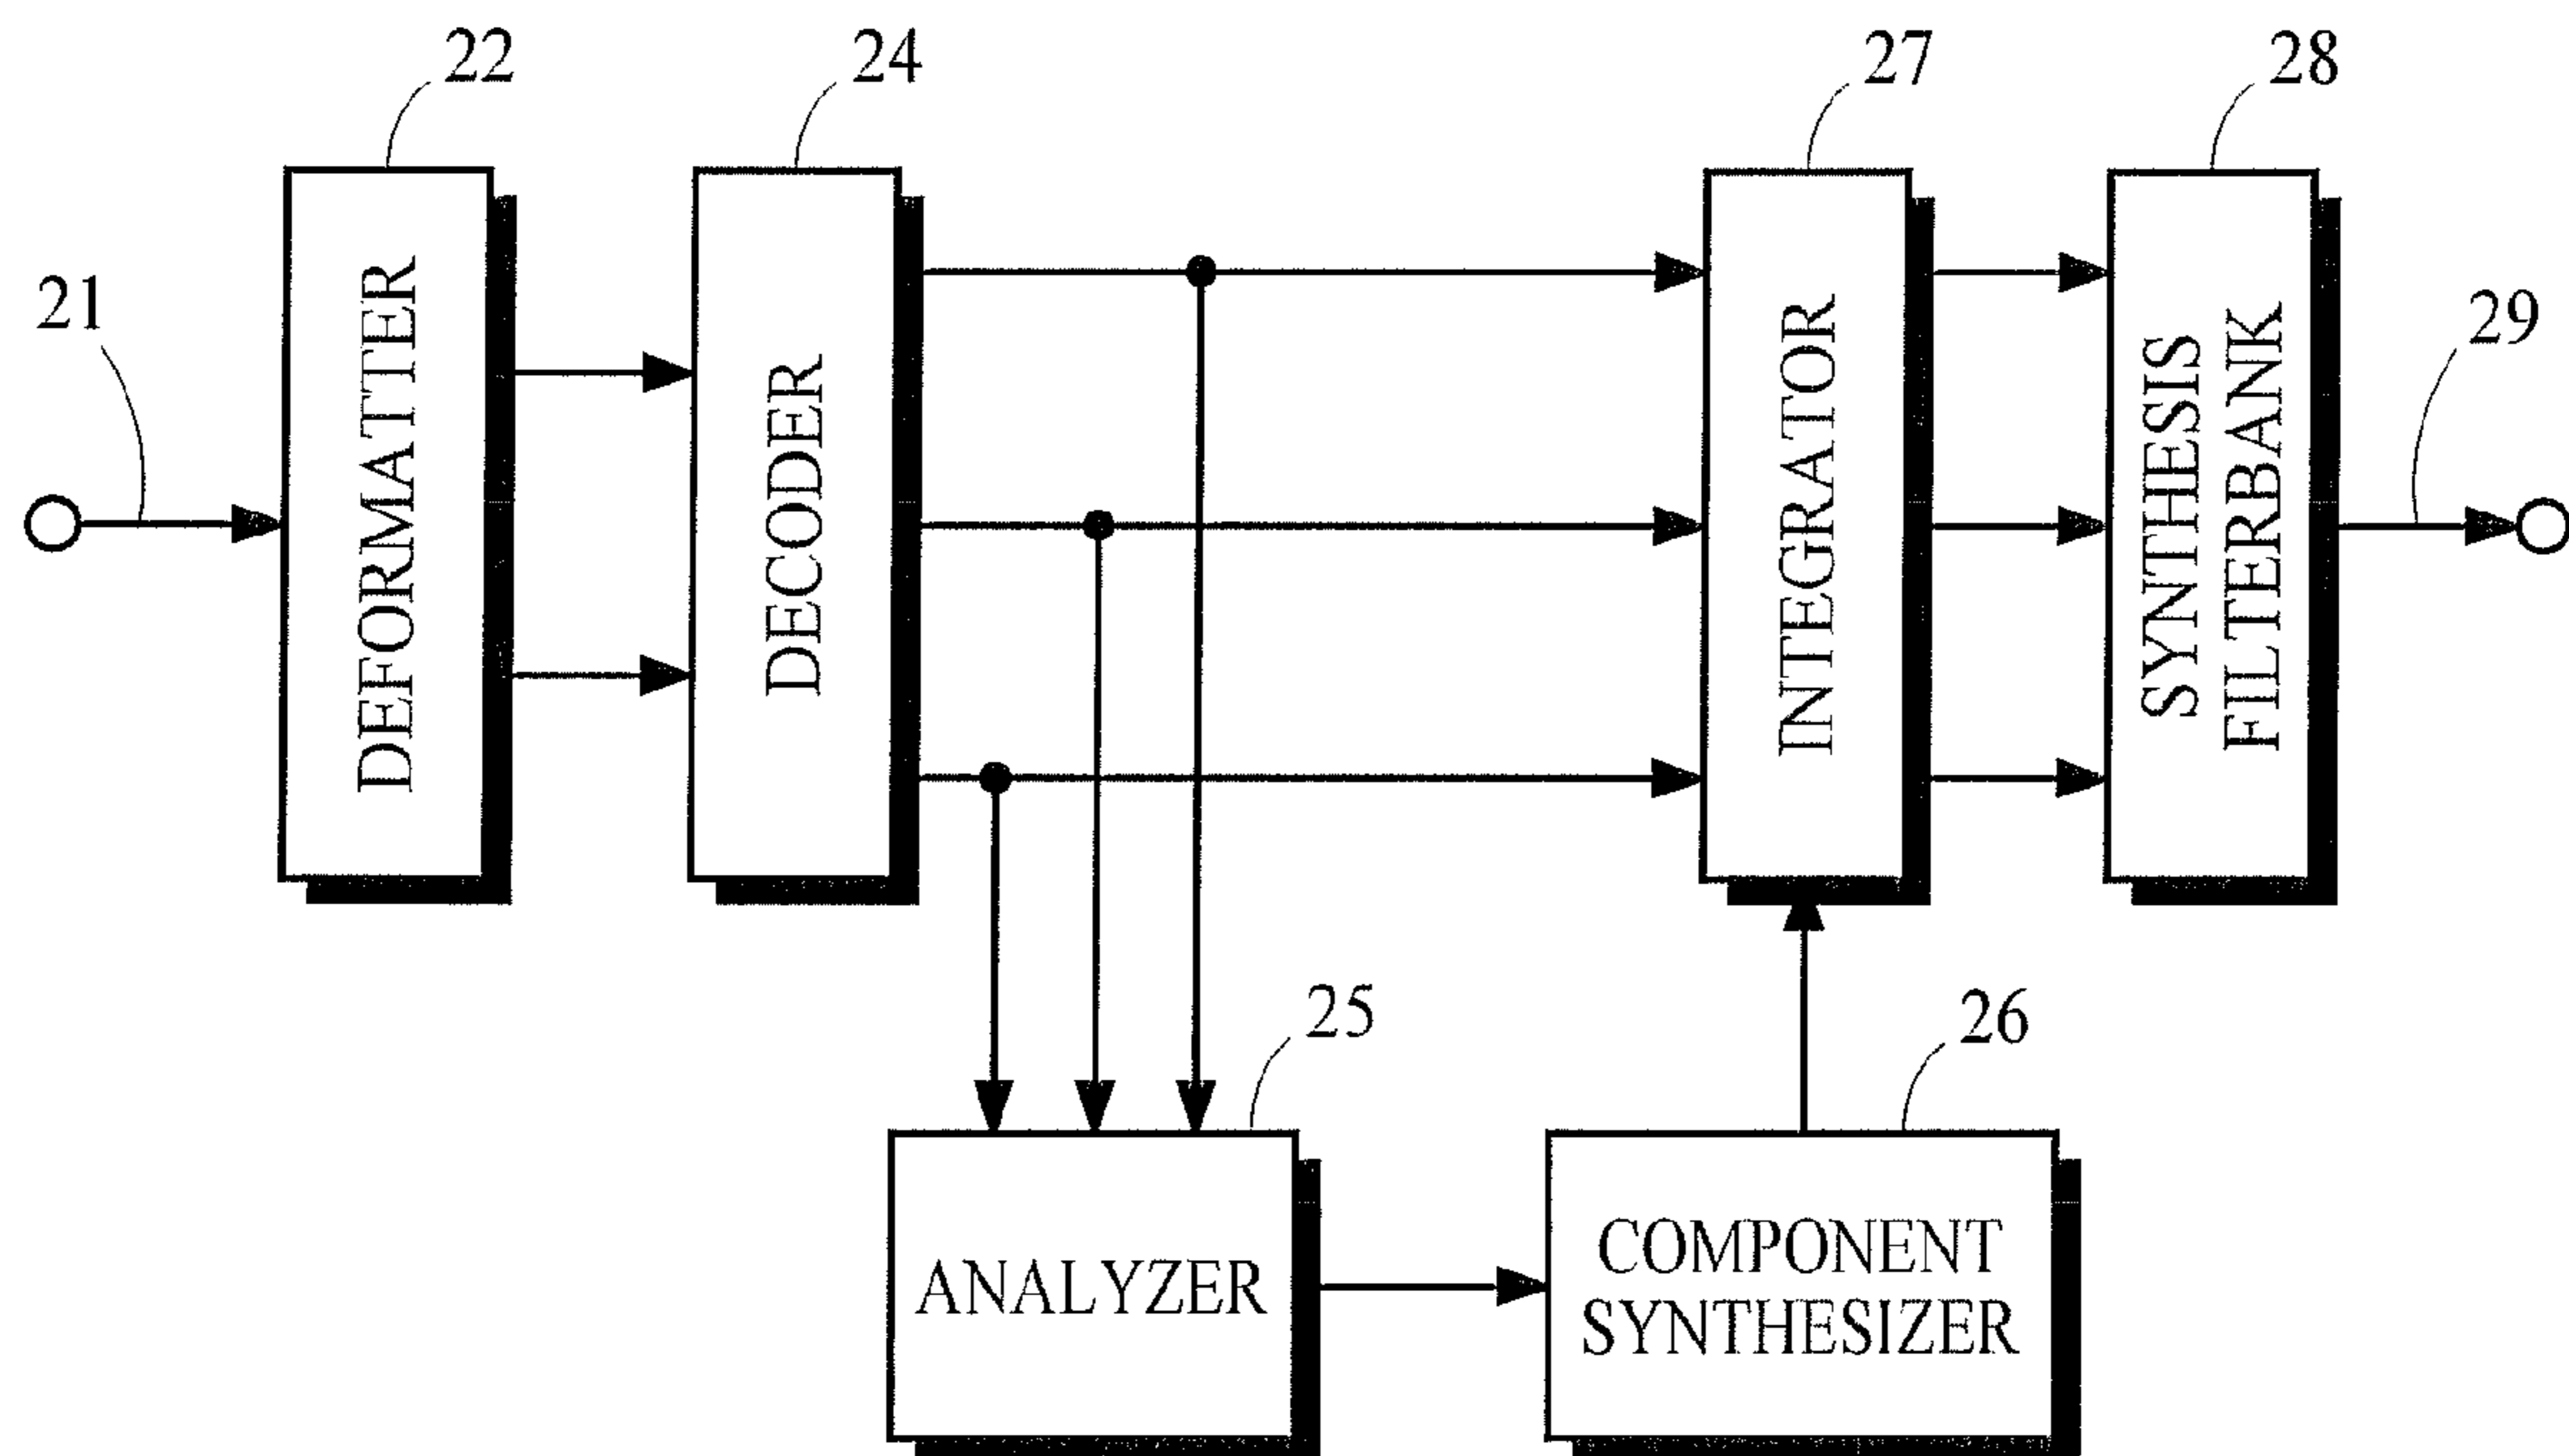 22
24
27
28
21
29
DEFORMATTER
DECODER
INTEGRATOR
SYNTHESIS
FILTERBANK
25
26
ANALYZER
COMPONENT
SYNTHESIZER